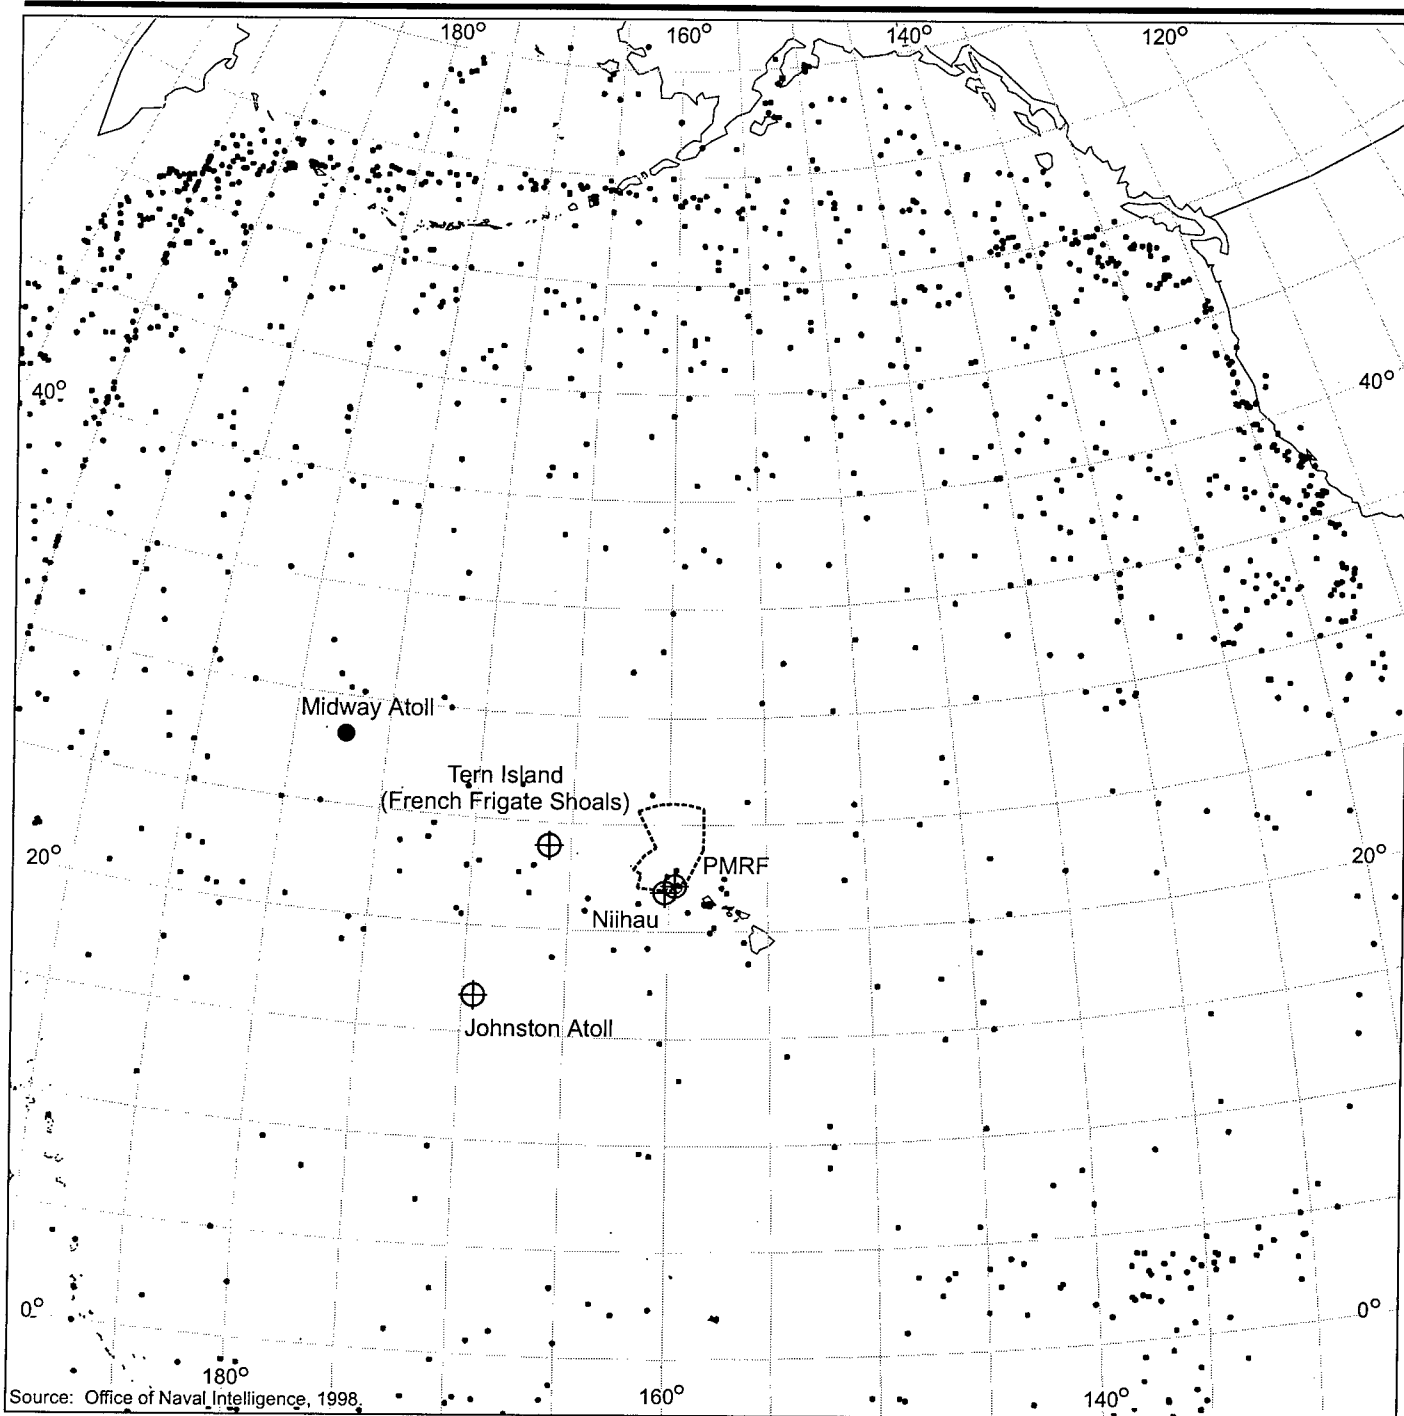 180° 160° 140° 120°
40° 40°
Midway Atoll
Tern Island
(French Frigate Shoals)
20° PMRF 20°
Niihau
Johnston Atoll
0° 0°
180° 160° 140°
Source: Office of Naval Intelligence, 1998.